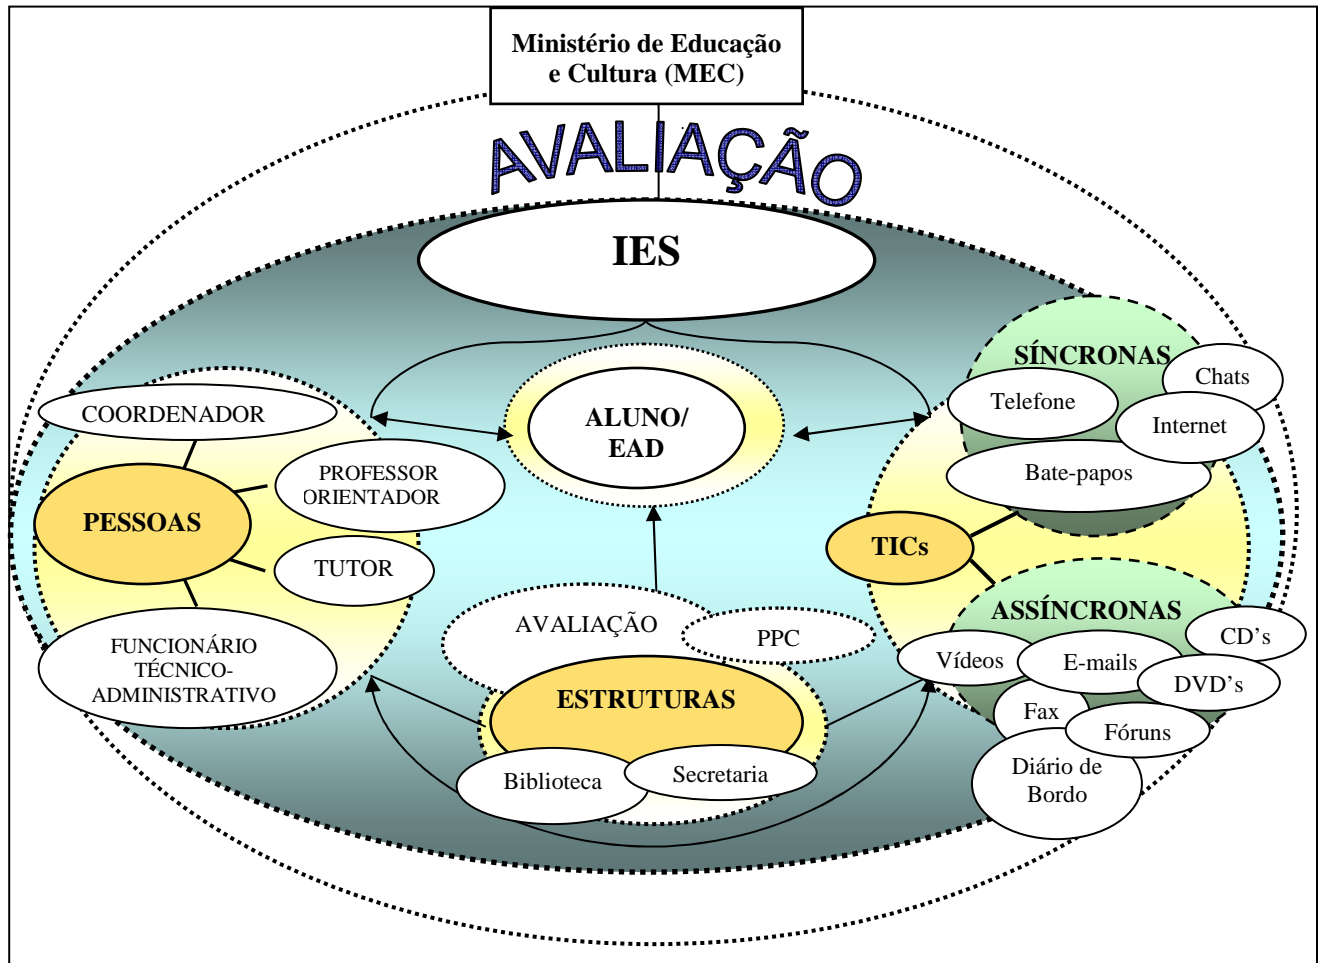 Ministério de Educação
e Cultura (MEC)
AVALIAÇÃO
IES
SÍNCRONAS
Chats
Telefone
Internet
Bate-papos
COORDENADOR
ALUNO/
EAD
PROFESSOR
ORIENTADOR
PESSOAS
TUTOR
TICs
FUNCIONÁRIO
TÉCNICO-
ADMINISTRATIVO
AVALIAÇÃO
PPC
ESTRUTURAS
Biblioteca
Secretaria
ASSÍNCRONAS
CD’s
Vídeos
E-mails
DVD’s
Fax
Fóruns
Diário de
Bordo